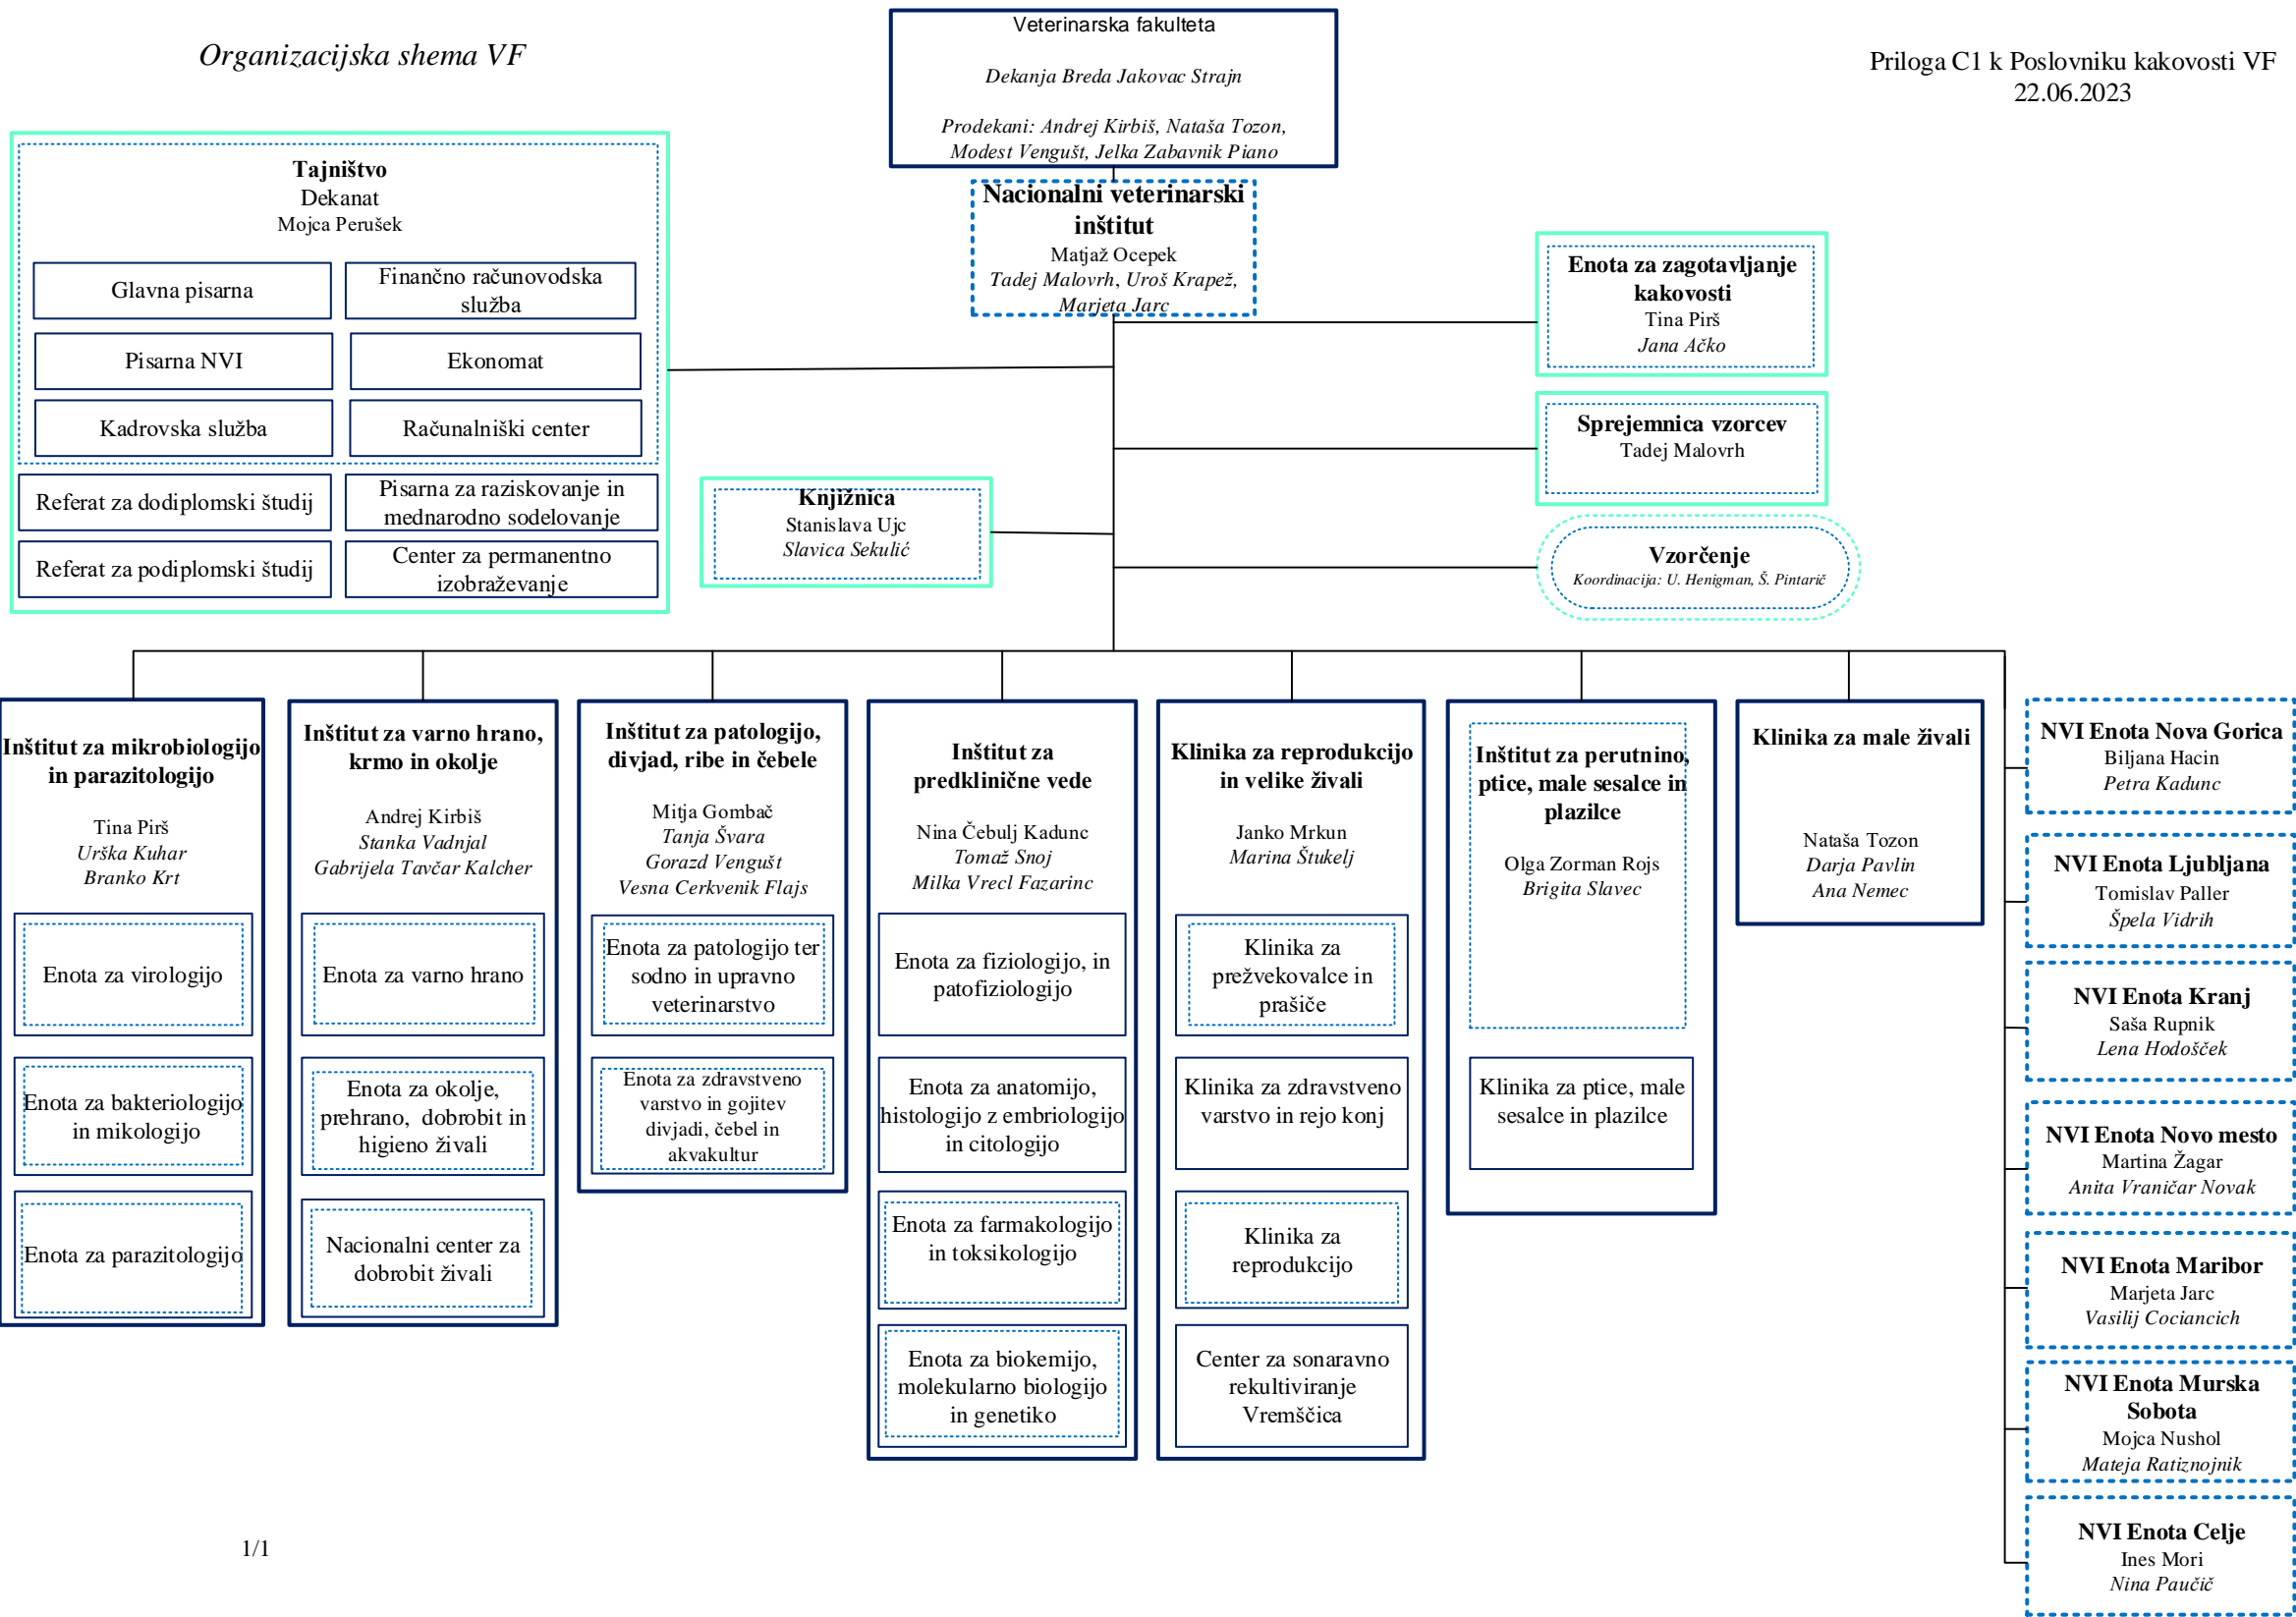 Organizacijska shema VF
Veterinarska fakulteta
Dekanja Breda Jakovac Strajn
Prodekani: Andrej Kirbiš, Nataša Tozon,
Modest Vengušt, Jelka Zabavnik Piano
Priloga C1 k Poslovniku kakovosti VF
22.06.2023
Nacionalni veterinarski
inštitut
Matjaž Ocepek
Tadej Malovrh, Uroš Krapež,
Marjeta Jarc
Tajništvo
Dekanat
Mojca Perušek
Glavna pisarna
Finančno računovodska
služba
Pisarna NVI
Ekonomat
Kadrovska služba
Računalniški center
Referat za dodiplomski študij
Pisarna za raziskovanje in
mednarodno sodelovanje
Referat za podiplomski študij
Center za permanentno
izobraževanje
Knjižnica
Stanislava Ujc
Slavica Sekulić
Enota za zagotavljanje
kakovosti
Tina Pirš
Jana Ačko
Sprejemnica vzorcev
Tadej Malovrh
Vzorčenje
Koordinacija: U. Henigman, Š. Pintarič
Inštitut za mikrobiologijo
in parazitologijo
Tina Pirš
Urška Kuhar
Branko Krt
Enota za virologijo
Enota za bakteriologijo
in mikologijo
Enota za parazitologijo
Inštitut za varno hrano,
krmo in okolje
Andrej Kirbiš
Stanka Vadnjal
Gabrijela Tavčar Kalcher
Enota za varno hrano
Enota za okolje,
prehrano, dobrobit in
higieno živali
Nacionalni center za
dobrobit živali
Inštitut za patologijo,
divjad, ribe in čebele
Mitja Gombač
Tanja Švara
Gorazd Vengušt
Vesna Cerkvenik Flajs
Enota za patologijo ter
sodno in upravno
veterinarstvo
Enota za zdravstveno
varstvo in gojitev
divjadi, čebel in
akvakultur
Inštitut za
predklinične vede
Nina Čebulj Kadunc
Tomaž Snoj
Milka Vrecl Fazarinc
Enota za fiziologijo, in
patofiziologijo
Enota za anatomijo,
histologijo z embriologijo
in citologijo
Enota za farmakologijo
in toksikologijo
Enota za biokemijo,
molekularno biologijo
in genetiko
Klinika za reprodukcijo
in velike živali
Janko Mrkun
Marina Štukelj
Klinika za
prežvekovalce in
prašiče
Klinika za zdravstveno
varstvo in rejo konj
Klinika za
reprodukcijo
Center za sonaravno
rekultiviranje
Vremščica
Inštitut za perutnino,
ptice, male sesalce in
plazilce
Olga Zorman Rojs
Brigita Slavec
Klinika za ptice, male
sesalce in plazilce
Klinika za male živali
Nataša Tozon
Darja Pavlin
Ana Nemec
NVI Enota Nova Gorica
Biljana Hacin
Petra Kadunc
NVI Enota Ljubljana
Tomislav Paller
Špela Vidrih
NVI Enota Kranj
Saša Rupnik
Lena Hodošček
NVI Enota Novo mesto
Martina Žagar
Anita Vraničar Novak
NVI Enota Maribor
Marjeta Jarc
Vasilij Cociancich
NVI Enota Murska
Sobota
Mojca Nushol
Mateja Ratiznojnik
NVI Enota Celje
Ines Mori
Nina Paučič
1/1